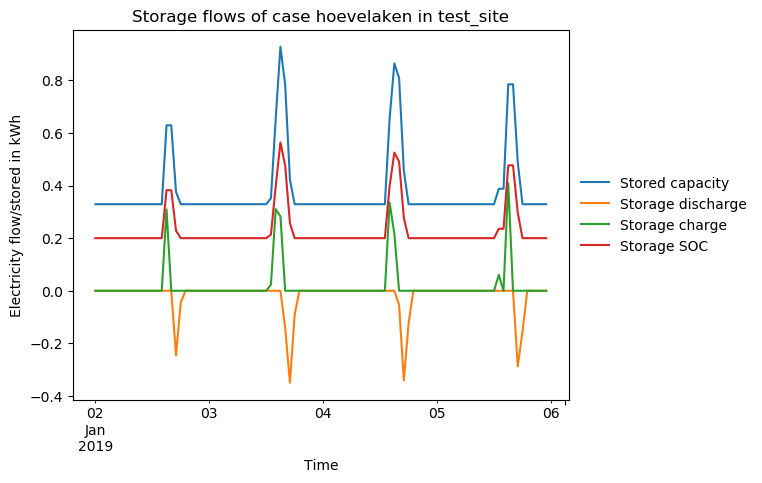 Storage flows of case hoevelaken in test_site
Electricity flow/stored in kWh
0.8
0.6
0.4
0.2
0.0
−0.2
−0.4
02 03 04 05 06
Jan
2019
Time
Stored capacity
Storage discharge
Storage charge
Storage SOC